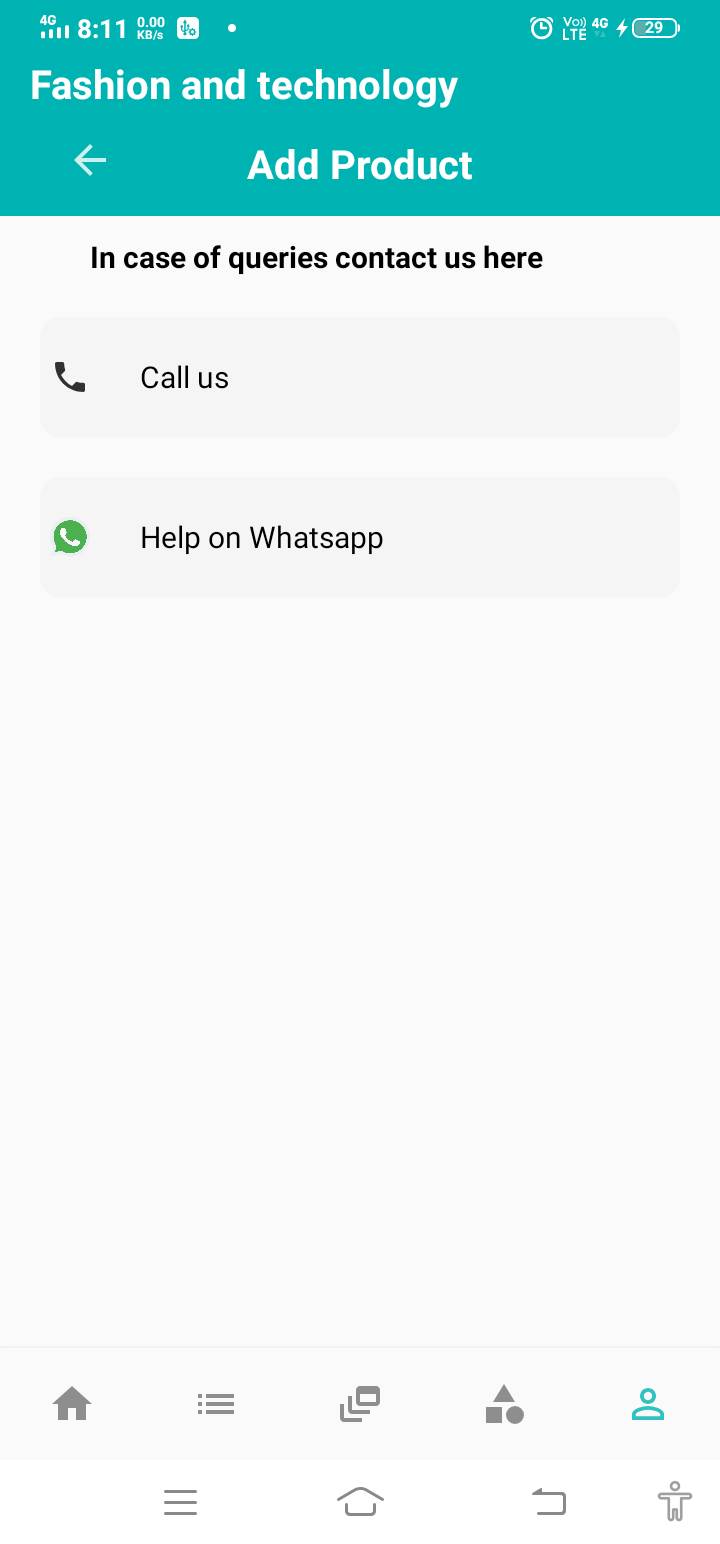 4G 8:11 0.00 KB/s Vo)) LTE 4G 29
Fashion and technology
Add Product
In case of queries contact us here
Call us
Help on Whatsapp